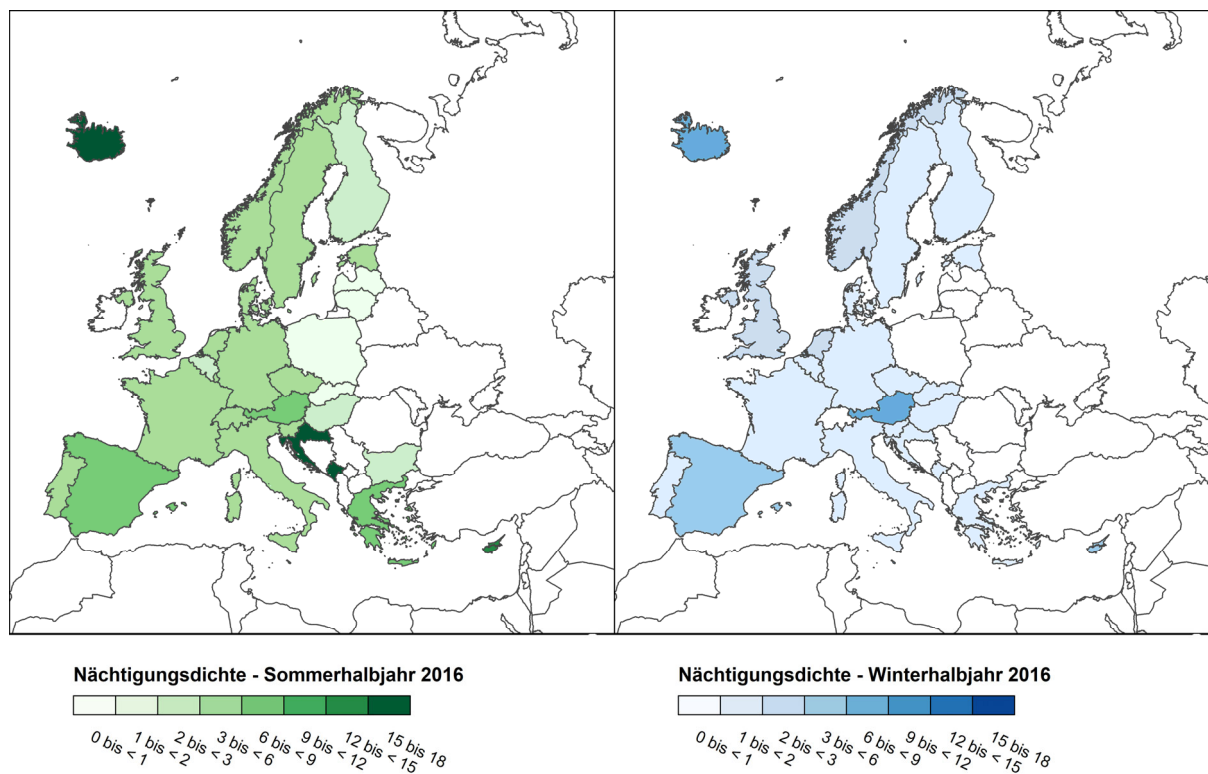 Nächtigungsdichte - Sommerhalbjahr 2016
0 bis < 1
1 bis < 2
2 bis < 3
3 bis < 6
6 bis < 9
9 bis < 12
12 bis < 15
15 bis 18
Nächtigungsdichte - Winterhalbjahr 2016
0 bis < 1
1 bis < 2
2 bis < 3
3 bis < 6
6 bis < 9
9 bis < 12
12 bis < 15
15 bis 18